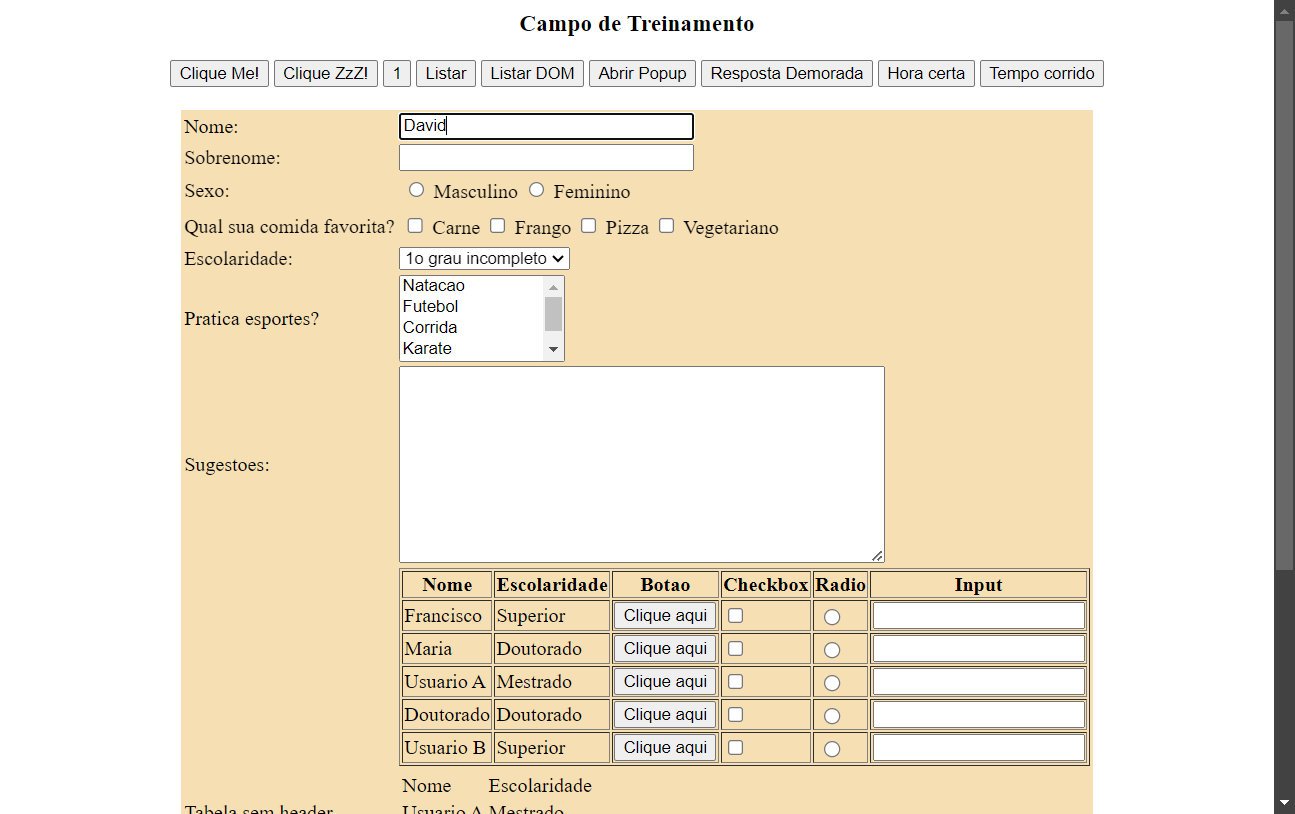 Campo de Treinamento
Clique Me! Clique ZzZ! 1 Listar Listar DOM Abrir Popup Resposta Demorada Hora certa Tempo corrido
Nome: David
Sobrenome:
Sexo: Masculino Feminino
Qual sua comida favorita? Carne Frango Pizza Vegetariano
Escolaridade: 1o grau incompleto
Pratica esportes?
Natacao
Futebol
Corrida
Karate
Sugestoes:
Nome Escolaridade Botao Checkbox Radio Input
Francisco Superior Clique aqui
Maria Doutorado Clique aqui
Usuario A Mestrado Clique aqui
Doutorado Doutorado Clique aqui
Usuario B Superior Clique aqui
Nome Escolaridade
Tabela sem header Usuario A Mestrado